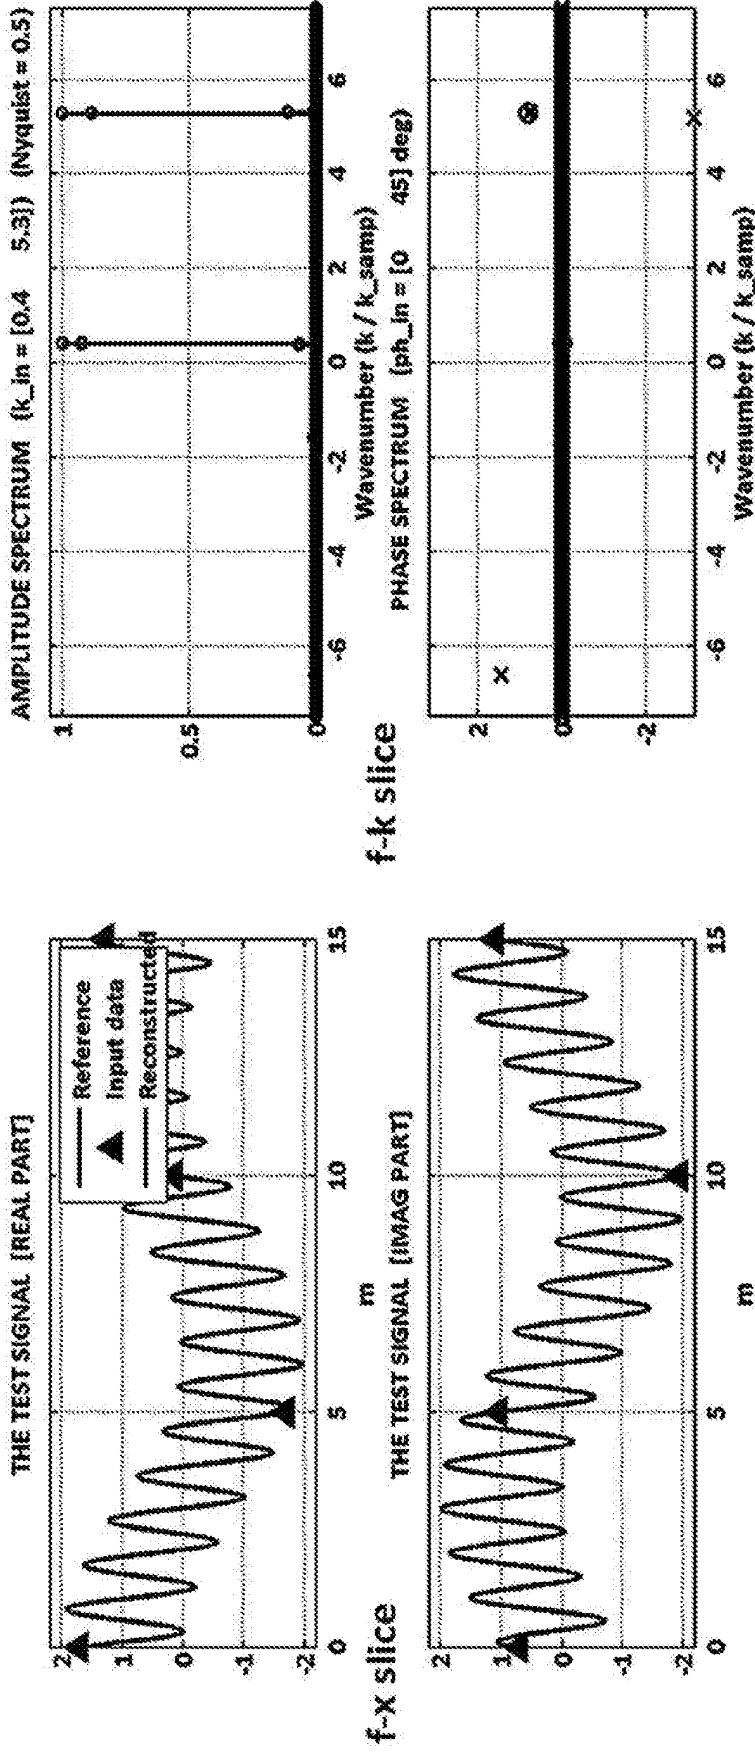 THE TEST SIGNAL [REAL PART]
2
1
0
-1
-2
Reference
Input data
Reconstructed
0
5
10
15
m
f-x slice
THE TEST SIGNAL [IMAG PART]
2
1
0
-1
-2
0
5
10
15
m
AMPLITUDE SPECTRUM (k_in = [0.4 5.3]) (Nyquist = 0.5)
1
0.5
0
-6
-4
-2
0
2
4
6
Wavenumber (k / k_samp)
f-k slice
PHASE SPECTRUM (ph_in = [0 45] deg)
2
0
-2
-6
-4
-2
0
2
4
6
Wavenumber (k / k_samp)